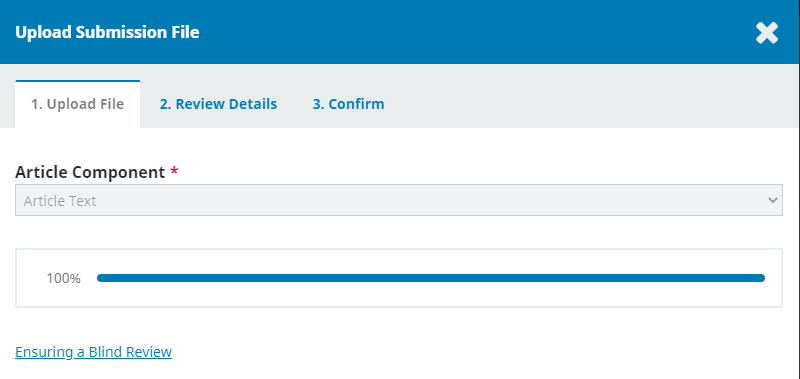 Upload Submission File
1. Upload File 2. Review Details 3. Confirm
Article Component *
Article Text
100%
Ensuring a Blind Review